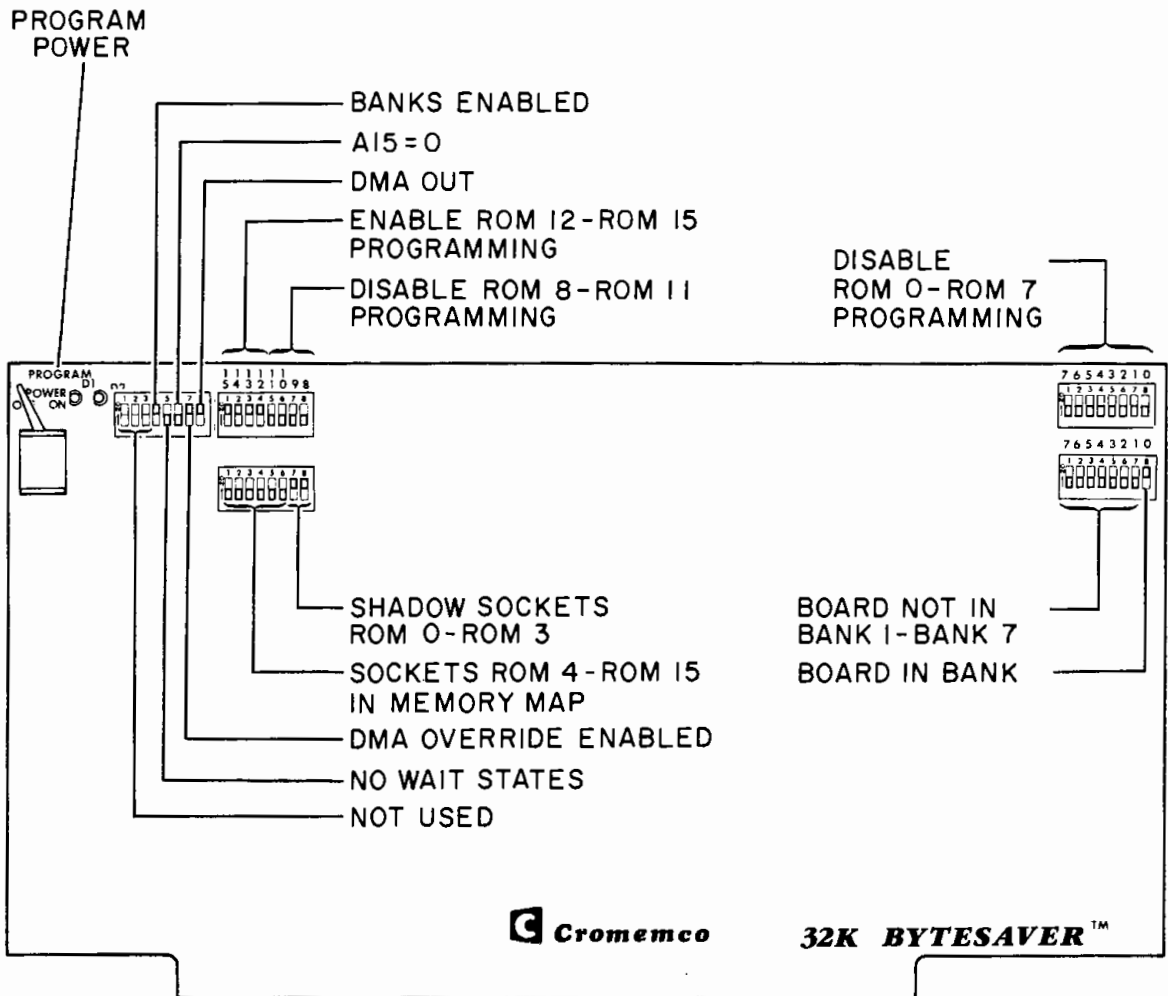 PROGRAM
POWER
BANKS ENABLED
A15=0
DMA OUT
ENABLE ROM 12-ROM 15
PROGRAMMING
DISABLE ROM 8-ROM 11
PROGRAMMING
DISABLE
ROM 0-ROM 7
PROGRAMMING
PROGRAM
POWER
ON
D1
1 2 3 5 7
1 1 1 1 1 1
5 4 3 2 1 0 9 8
1 2 3 4 5 6 7 8
7 6 5 4 3 2 1 0
1 2 3 4 5 6 7 8
1 2 3 4 5 6 7 8
7 6 5 4 3 2 1 0
1 2 3 4 5 6 7 8
SHADOW SOCKETS
ROM 0-ROM 3
SOCKETS ROM 4-ROM 15
IN MEMORY MAP
DMA OVERRIDE ENABLED
NO WAIT STATES
NOT USED
BOARD NOT IN
BANK 1-BANK 7
BOARD IN BANK
Cromemco
32K BYTESAVER™